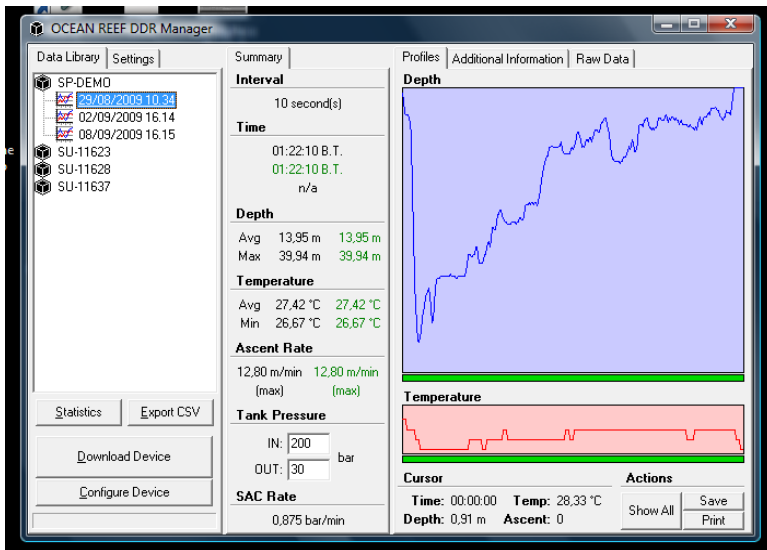 OCEAN REEF DDR Manager
Data Library
Settings
SP-DEMO
29/08/2009 10.34
02/09/2009 16.14
08/09/2009 16.15
SU-11623
SU-11628
SU-11637
Statistics
Export CSV
Download Device
Configure Device
Summary
Interval
10 second(s)
Time
01:22:10 B.T.
01:22:10 B.T.
n/a
Depth
Avg 13,95 m 13,95 m
Max 39,94 m 39,94 m
Temperature
Avg 27,42 °C 27,42 °C
Min 26,67 °C 26,67 °C
Ascent Rate
12,80 m/min 12,80 m/min
(max) (max)
Tank Pressure
IN: 200
bar
OUT: 30
SAC Rate
0,875 bar/min
Profiles
Additional Information
Raw Data
Depth
Temperature
Cursor
Time: 00:00:00 Temp: 28,33 °C
Depth: 0,91 m Ascent: 0
Actions
Show All
Save
Print